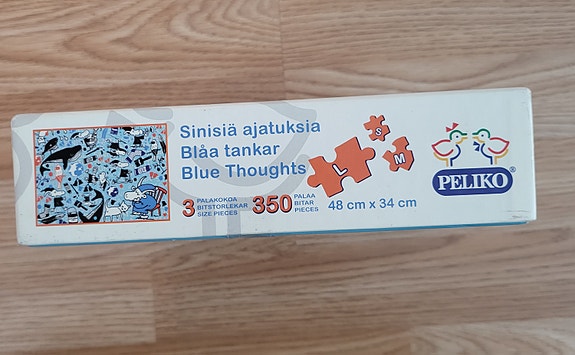 Sinisiä ajatuksia
Blåa tankar
Blue Thoughts
S
L
M
3 PALAKOKOA
BITSTORLEKAR
SIZE PIECES
350 PALAA
BITAR
PIECES
48 cm x 34 cm
PELIKO®